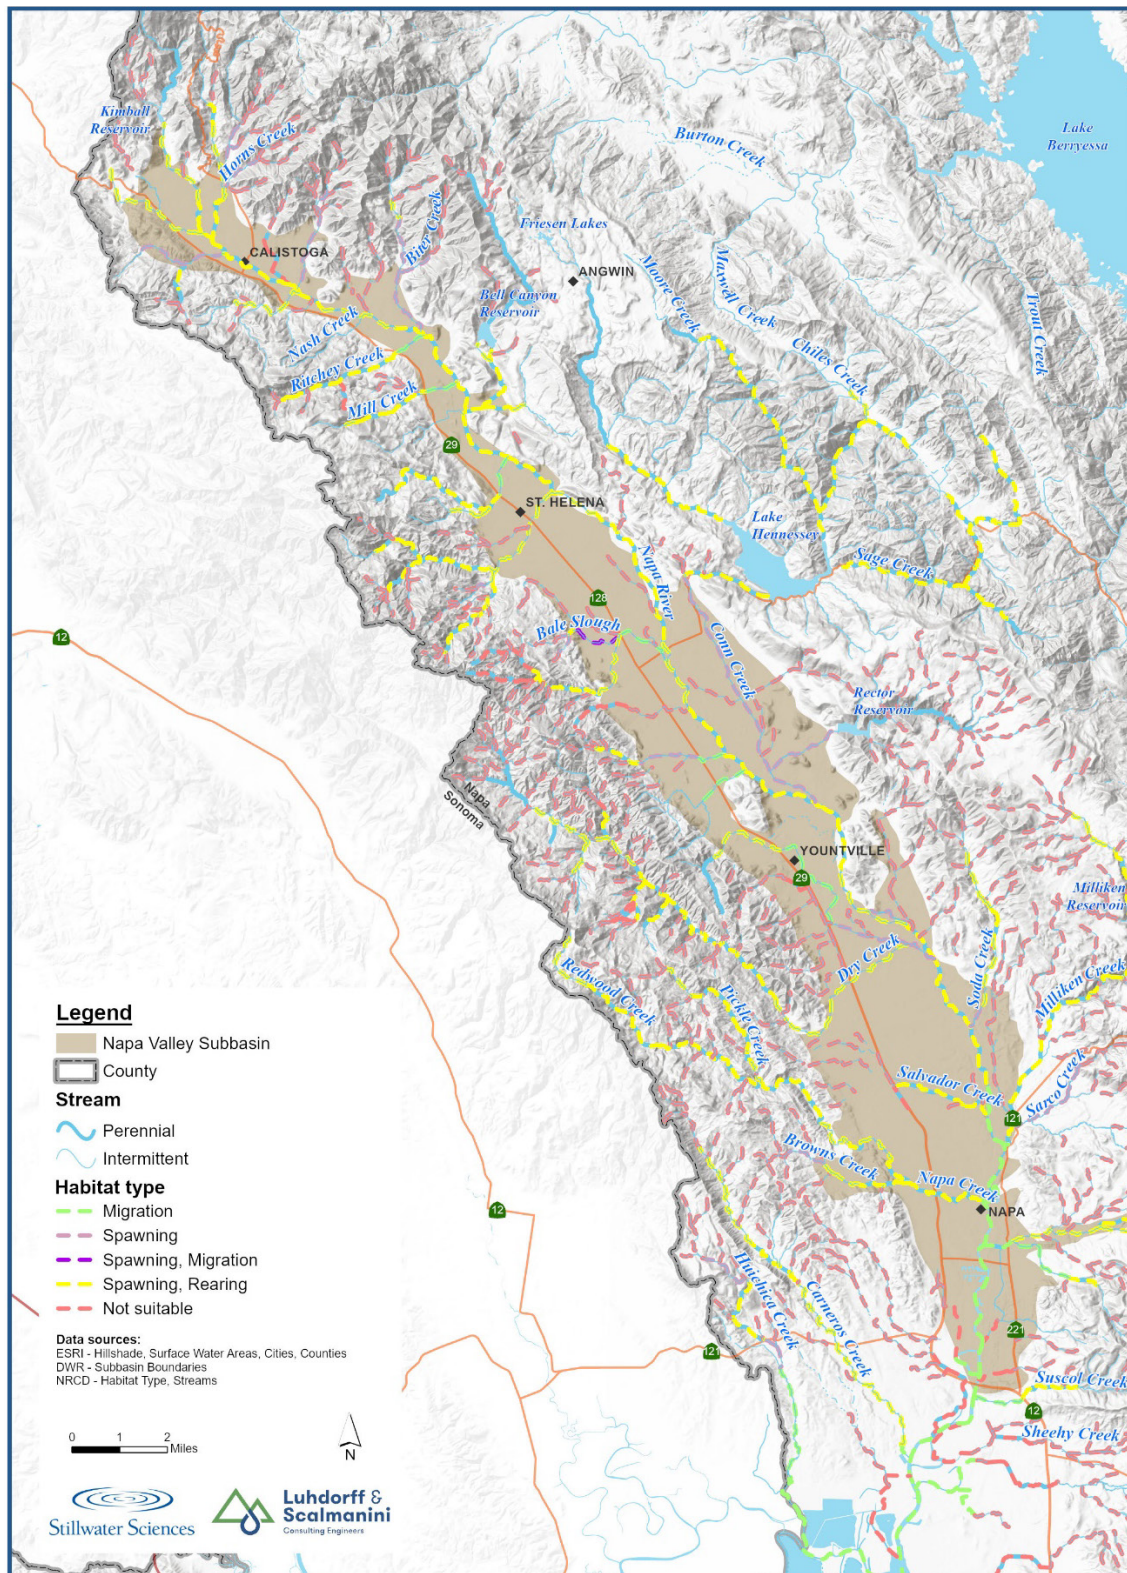 Kimball
Reservoir
Horns Creek
Burton Creek
Lake
Berryessa
CALISTOGA
Biter Creek
Friesen Lakes
ANGWIN
Moore Creek
Maxwell Creek
Trout Creek
Bell Canyon
Reservoir
Chiles Creek
Nash Creek
Ritchey Creek
Mill Creek
29
ST. HELENA
Lake
Hennessey
Napa River
Sage Creek
128
Bale Slough
Conn Creek
12
Rector
Reservoir
Napa
Sonoma
YOUNTVILLE
29
Milliken
Reservoir
Dry Creek
Soda Creek
Redwood Creek
Pickle Creek
Milliken Creek
Salvador Creek
Sarco Creek
121
Browns Creek
Napa Creek
NAPA
12
Huichica Creek
Carneros Creek
221
121
Suscol Creek
12
Sheehy Creek
Legend
Napa Valley Subbasin
County
Stream
Perennial
Intermittent
Habitat type
Migration
Spawning
Spawning, Migration
Spawning, Rearing
Not suitable
Data sources:
ESRI - Hillshade, Surface Water Areas, Cities, Counties
DWR - Subbasin Boundaries
NRCD - Habitat Type, Streams
0 1 2
Miles
N
Stillwater Sciences
Luhdorff &
Scalmanini
Consulting Engineers